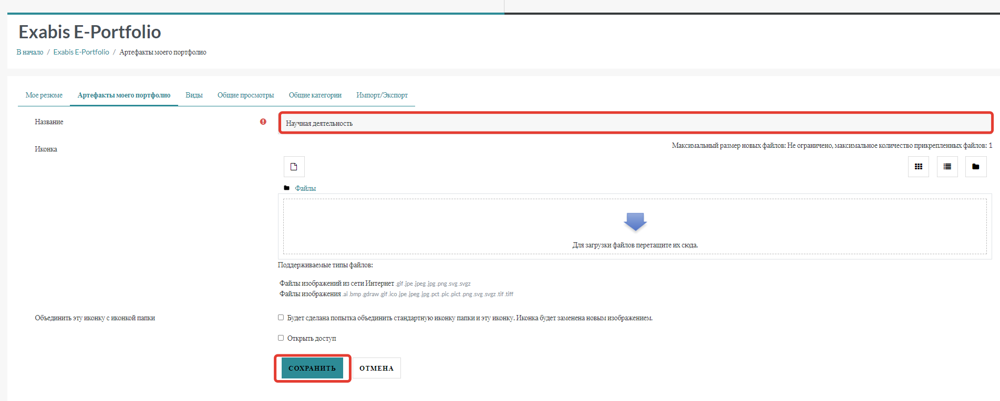 Exabis E-Portfolio
В начало / Exabis E-Portfolio / Артефакты моего портфолио
Мое резюме Артефакты моего портфолио Виды Общие просмотры Общие категории Импорт/Экспорт
Название
Научная деятельность
Иконка
Максимальный размер новых файлов: Не ограничено, максимальное количество прикрепленных файлов: 1
Файлы
Для загрузки файлов перетащите их сюда.
Поддерживаемые типы файлов:
Файлы изображений из сети Интернет .gif .jpe .jpeg .jpg .png .svg .svgz
Файлы изображения .ai .bmp .gdraw .gif .ico .jpe .jpeg .jpg .pct .pic .pict .png .svg .svgz .tif .tiff
Объединить эту иконку с иконкой папки
Будет сделана попытка объединить стандартную иконку папки и эту иконку. Иконка будет заменена новым изображением.
Открыть доступ
СОХРАНИТЬ ОТМЕНА